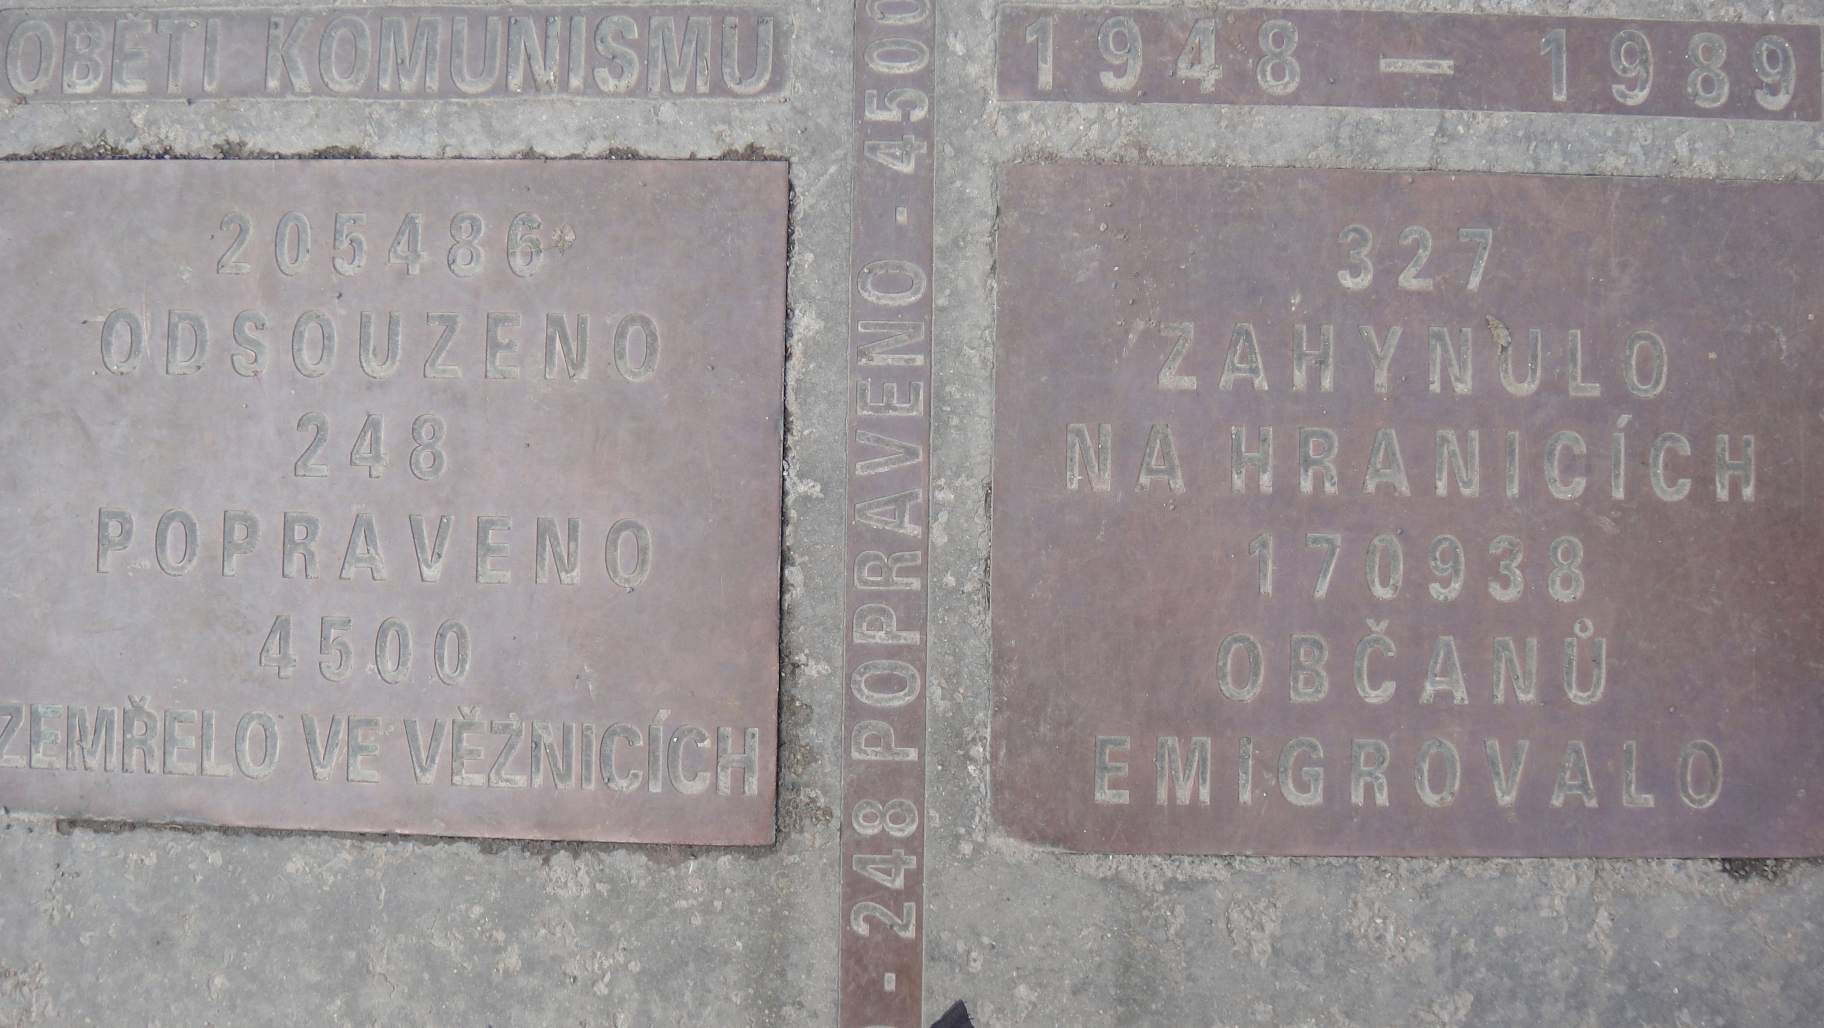 OBĚTI KOMUNISMU
1948 — 1989
205486
ODSOUZENO
248
POPRAVENO
4500
ZEMŘELO VE VĚZNICÍCH
- 248 POPRAVENO - 4500
327
ZAHYNULO
NA HRANICÍCH
170938
OBČANŮ
EMIGROVALO